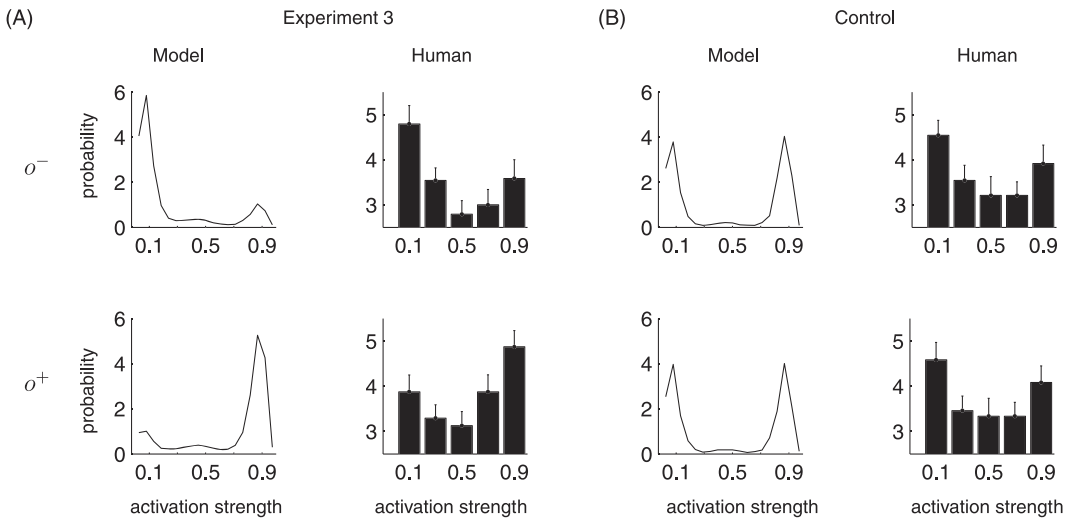 (A) Experiment 3 (B) Control
Model Human Model Human
o⁻
probability
6
4
2
0
0.1 0.5 0.9
5
4
3
0.1 0.5 0.9
6
4
2
0
0.1 0.5 0.9
5
4
3
0.1 0.5 0.9
o⁺
probability
6
4
2
0
0.1 0.5 0.9
5
4
3
0.1 0.5 0.9
6
4
2
0
0.1 0.5 0.9
5
4
3
0.1 0.5 0.9
activation strength activation strength activation strength activation strength